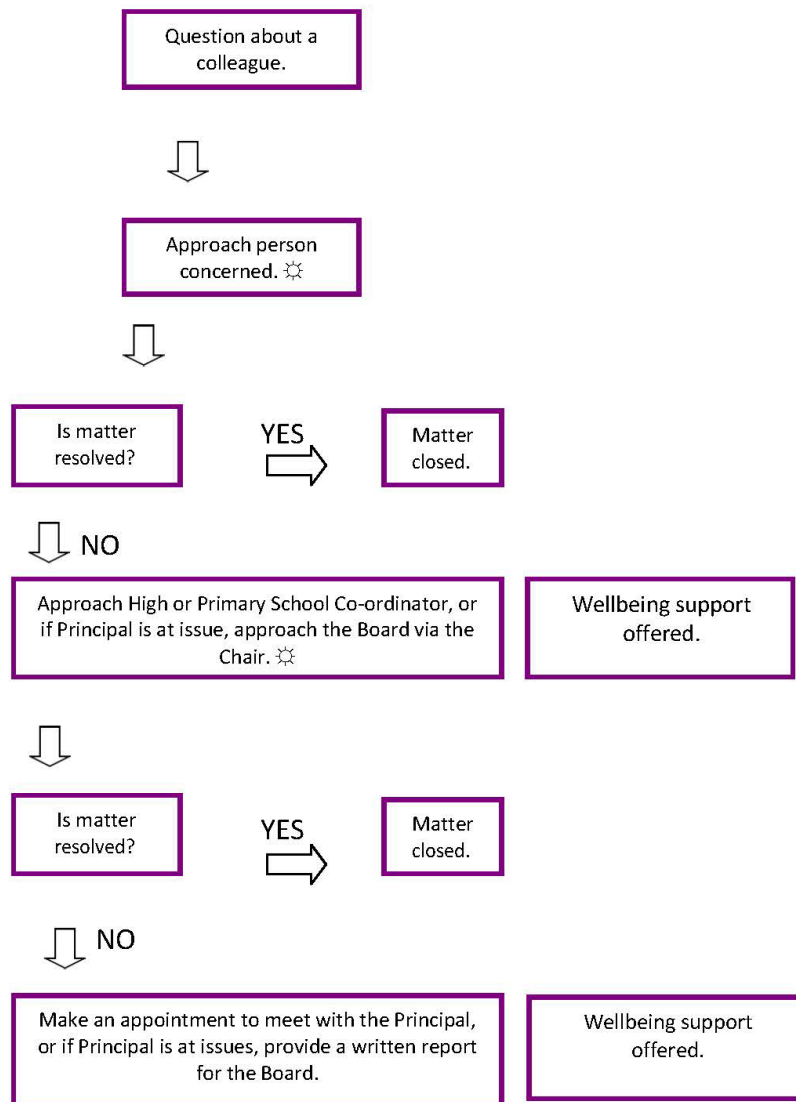 Question about a
colleague.
Approach person
concerned. ☼
Is matter
resolved?
YES
Matter
closed.
NO
Approach High or Primary School Co-ordinator, or
if Principal is at issue, approach the Board via the
Chair. ☼
Wellbeing support
offered.
Is matter
resolved?
YES
Matter
closed.
NO
Make an appointment to meet with the Principal,
or if Principal is at issues, provide a written report
for the Board.
Wellbeing support
offered.